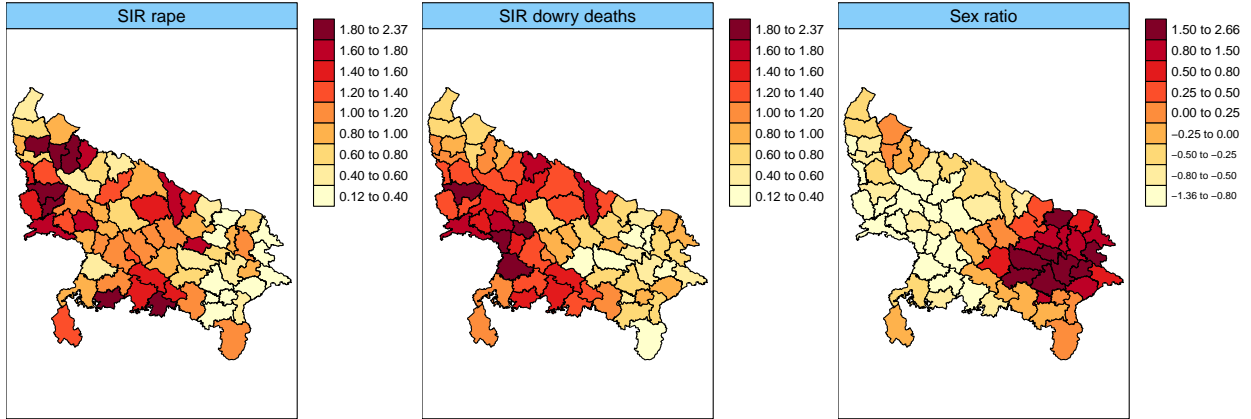 SIR rape
1.80 to 2.37
1.60 to 1.80
1.40 to 1.60
1.20 to 1.40
1.00 to 1.20
0.80 to 1.00
0.60 to 0.80
0.40 to 0.60
0.12 to 0.40
SIR dowry deaths
1.80 to 2.37
1.60 to 1.80
1.40 to 1.60
1.20 to 1.40
1.00 to 1.20
0.80 to 1.00
0.60 to 0.80
0.40 to 0.60
0.12 to 0.40
Sex ratio
1.50 to 2.66
0.80 to 1.50
0.50 to 0.80
0.25 to 0.50
0.00 to 0.25
−0.25 to 0.00
−0.50 to −0.25
−0.80 to −0.50
−1.36 to −0.80